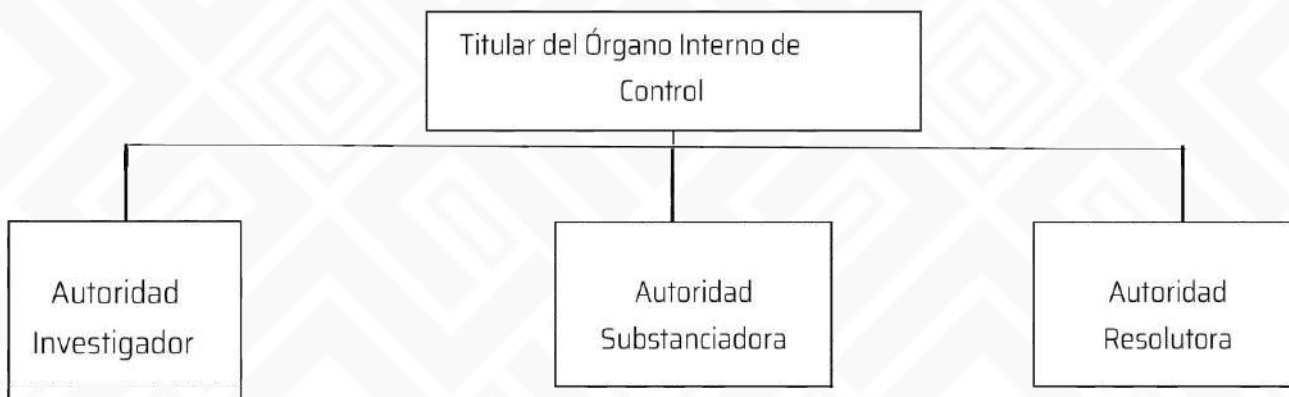 Titular del Órgano Interno de
Control
Autoridad
Investigador
Autoridad
Substanciadora
Autoridad
Resolutora